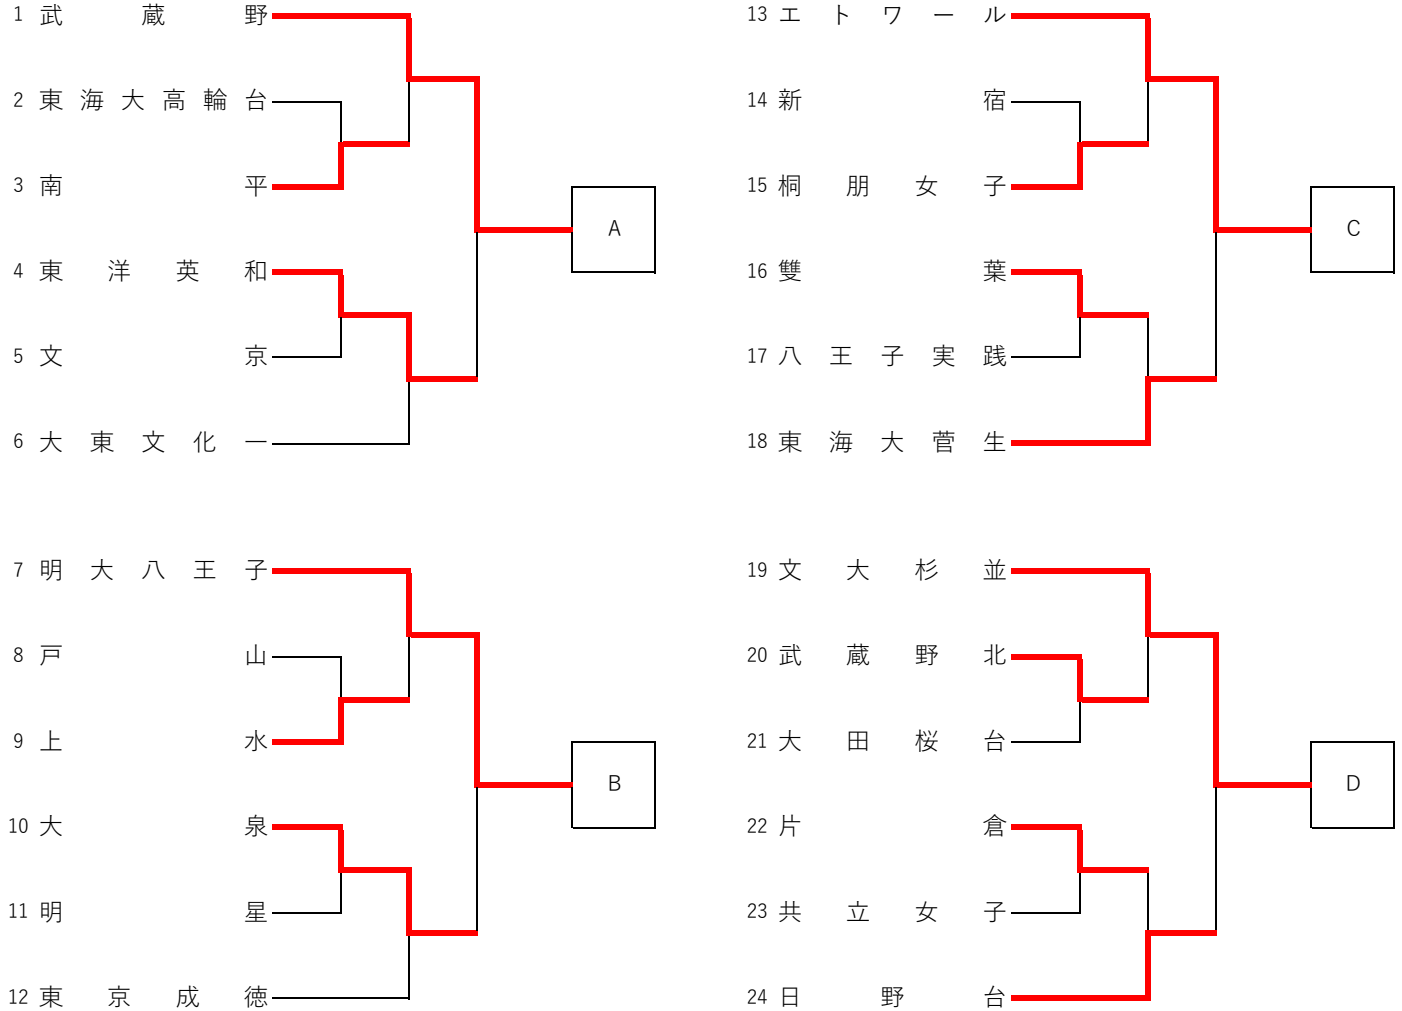 1 武蔵野
2 東海大高輪台
3 南平
A
4 東洋英和
5 文京
6 大東文化一
7 明大八王子
8 戸山
9 上水
B
10 大泉
11 明星
12 東京成徳
13 エトワール
14 新宿
15 桐朋女子
C
16 雙葉
17 八王子実践
18 東海大菅生
19 文大杉並
20 武蔵野北
21 大田桜台
D
22 片倉
23 共立女子
24 日野台